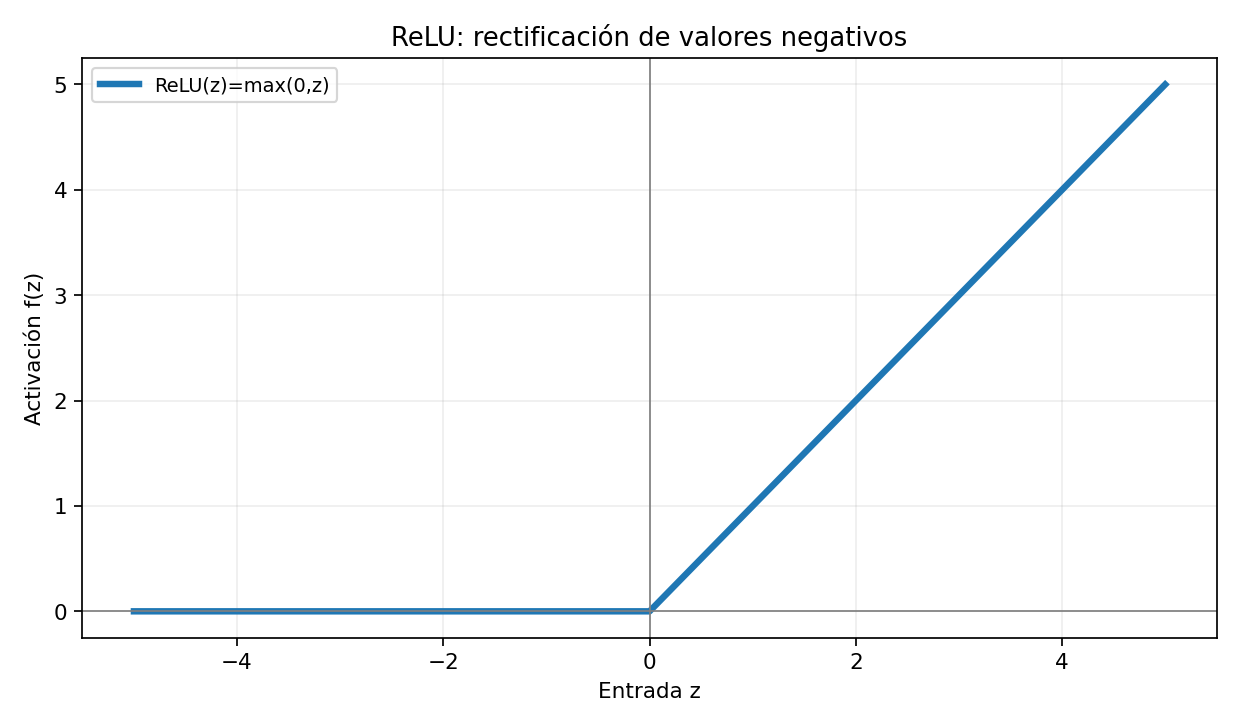 ReLU: rectificación de valores negativos
ReLU(z)=max(0,z)
Activación f(z)
5
4
3
2
1
0
−4
−2
0
2
4
Entrada z